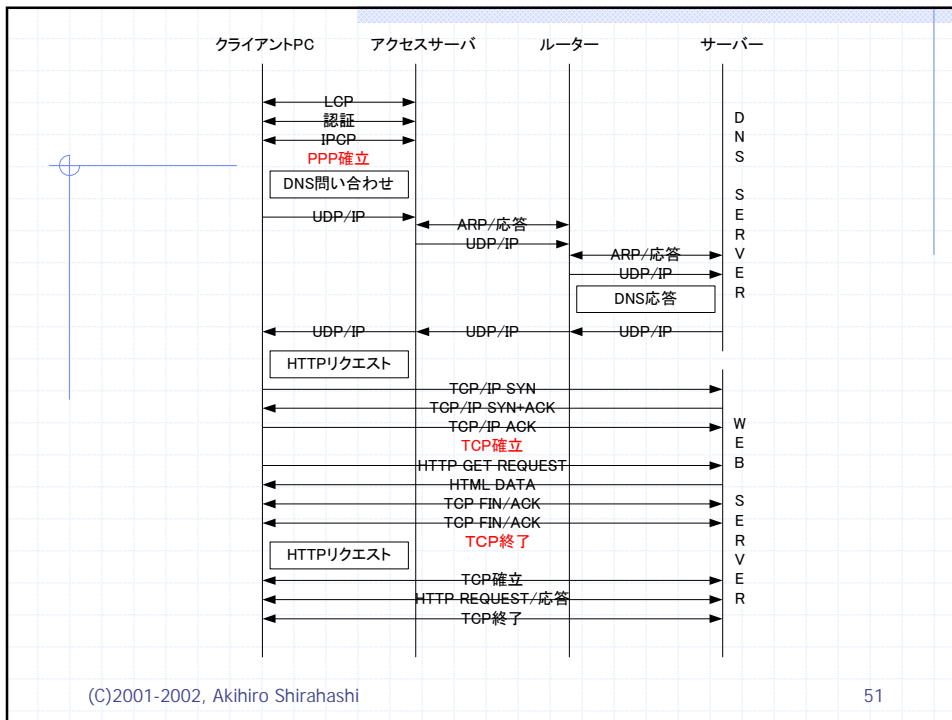 クライアントPC アクセスサーバ ルーター サーバー
LCP
認証
IPCP
PPP確立
DNS問い合わせ
UDP/IP
ARP/応答
UDP/IP
ARP/応答
UDP/IP
DNS応答
UDP/IP UDP/IP UDP/IP
DNS SERVER
HTTPリクエスト
TCP/IP SYN
TCP/IP SYN+ACK
TCP/IP ACK
TCP確立
HTTP GET REQUEST
HTML DATA
TCP FIN/ACK
TCP FIN/ACK
TCP終了
HTTPリクエスト
TCP確立
HTTP REQUEST/応答
TCP終了
WEB SERVER
(C)2001-2002, Akihiro Shirahashi 51